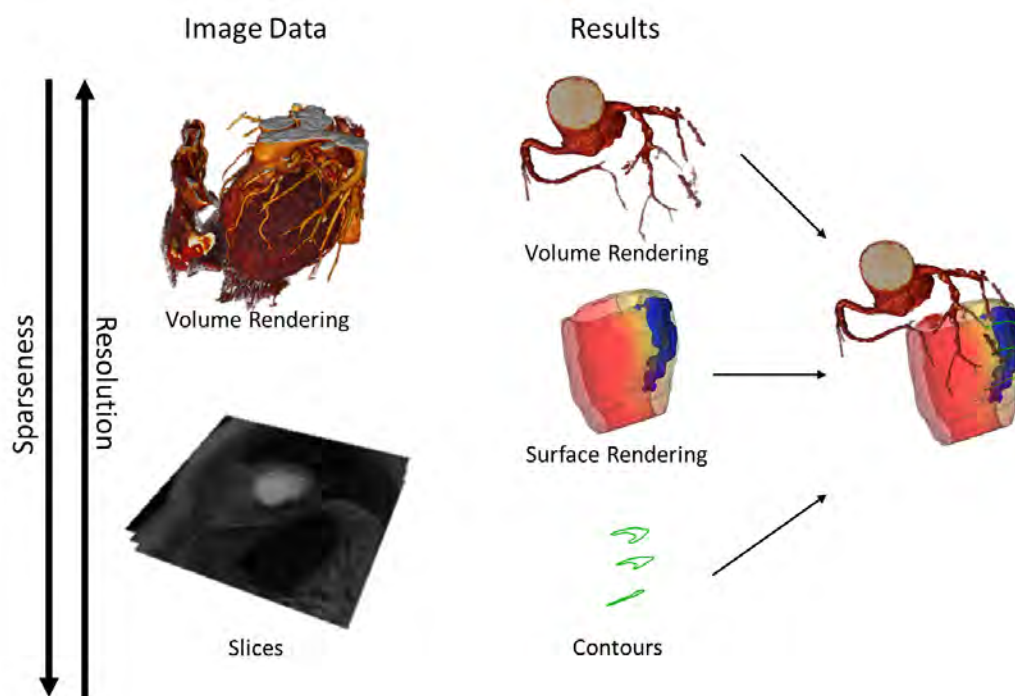 Image Data
Results
Sparseness
Resolution
Volume Rendering
Volume Rendering
Surface Rendering
Slices
Contours